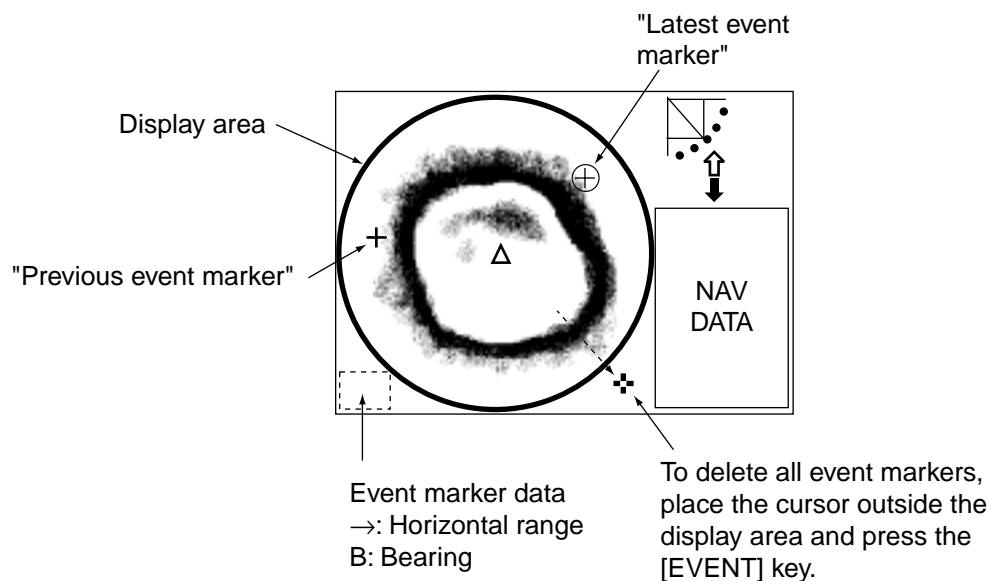 "Latest event
marker"
Display area
"Previous event marker"
NAV
DATA
Event marker data
→: Horizontal range
B: Bearing
To delete all event markers,
place the cursor outside the
display area and press the
[EVENT] key.